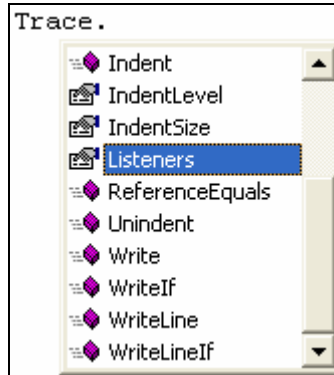 Trace.
Indent
IndentLevel
IndentSize
Listeners
ReferenceEquals
Unindent
Write
WriteIf
WriteLine
WriteLineIf